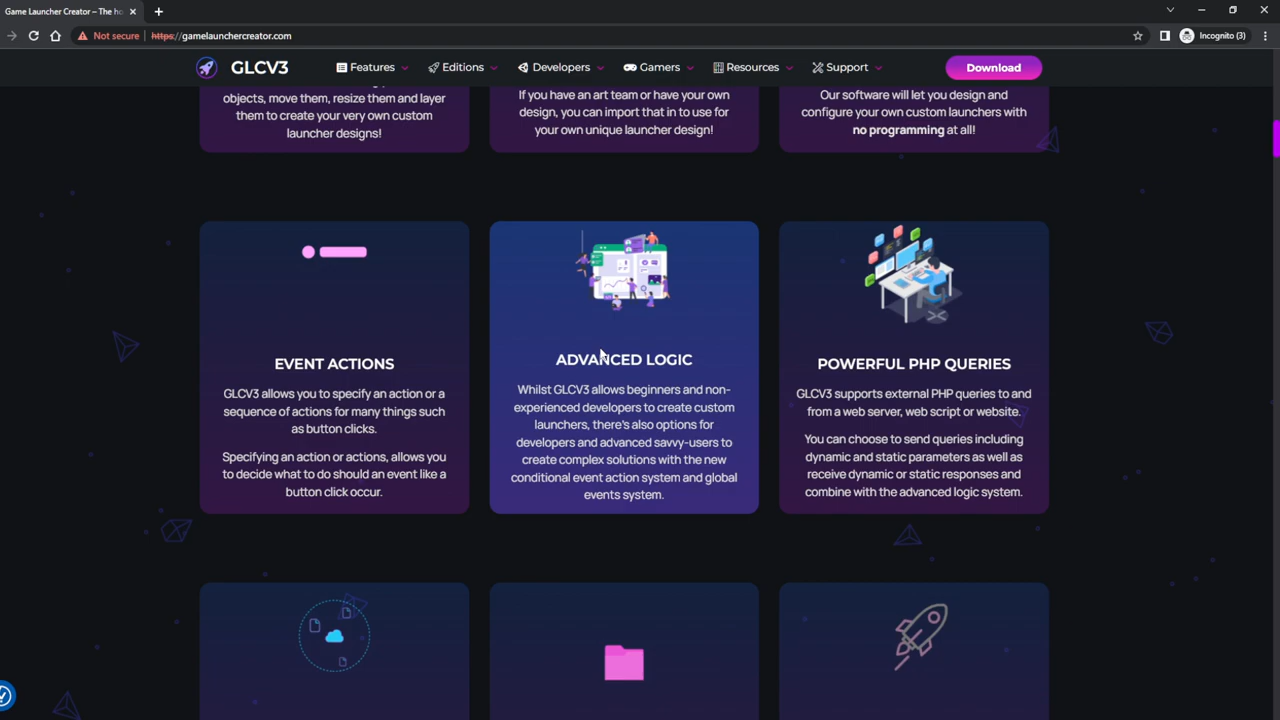 Game Launcher Creator – The ho
Not secure
https://gamelaunchercreator.com
Incognito (3)
GLCV3
Features
Editions
Developers
Gamers
Resources
Support
Download
objects, move them, resize them and layer
them to create your very own custom
launcher designs!
If you have an art team or have your own
design, you can import that in to use for
your own unique launcher design!
Our software will let you design and
configure your own custom launchers with
no programming at all!
EVENT ACTIONS
GLCV3 allows you to specify an action or a
sequence of actions for many things such
as button clicks.
Specifying an action or actions, allows you
to decide what to do should an event like a
button click occur.
ADVANCED LOGIC
Whilst GLCV3 allows beginners and non-
experienced developers to create custom
launchers, there's also options for
developers and advanced savvy-users to
create complex solutions with the new
conditional event action system and global
events system.
POWERFUL PHP QUERIES
GLCV3 supports external PHP queries to and
from a web server, web script or website.
You can choose to send queries including
dynamic and static parameters as well as
receive dynamic or static responses and
combine with the advanced logic system.